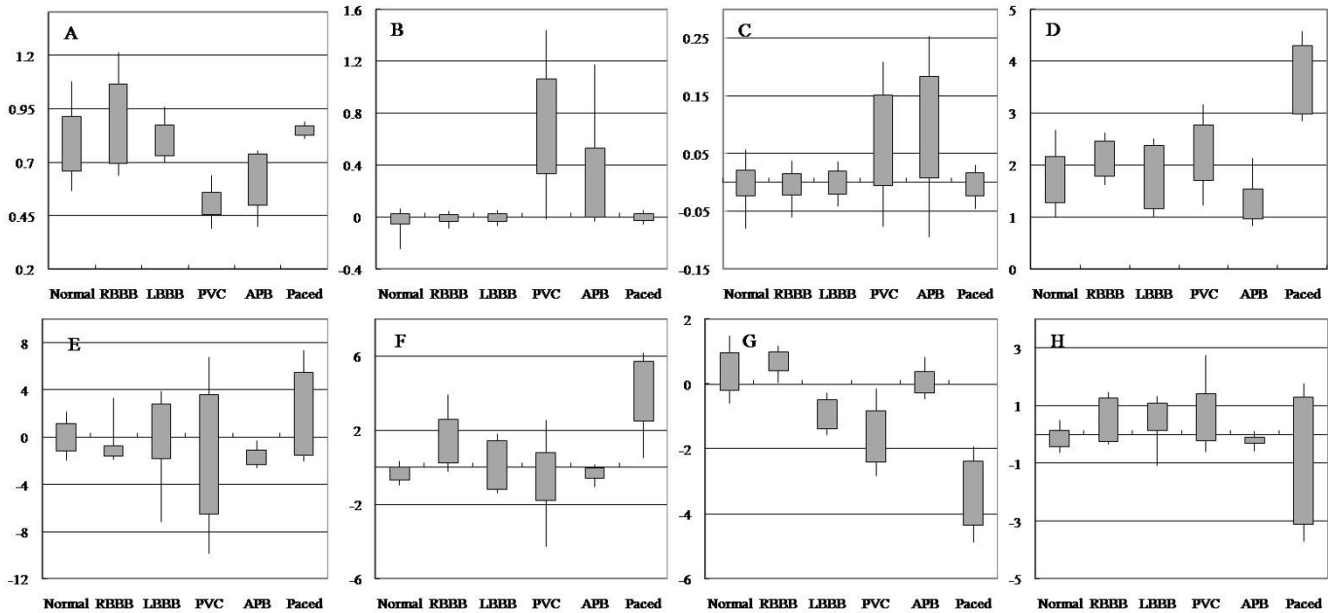 A
1.2
0.95
0.7
0.45
0.2
Normal RBBB LBBB PVC APB Paced
B
1.6
1.2
0.8
0.4
0
-0.4
Normal RBBB LBBB PVC APB Paced
C
0.25
0.15
0.05
-0.05
-0.15
Normal RBBB LBBB PVC APB Paced
D
5
4
3
2
1
0
Normal RBBB LBBB PVC APB Paced
E
8
4
0
-4
-8
-12
Normal RBBB LBBB PVC APB Paced
F
6
2
-2
-6
Normal RBBB LBBB PVC APB Paced
G
2
0
-2
-4
-6
Normal RBBB LBBB PVC APB Paced
H
3
1
-1
-3
-5
Normal RBBB LBBB PVC APB Paced